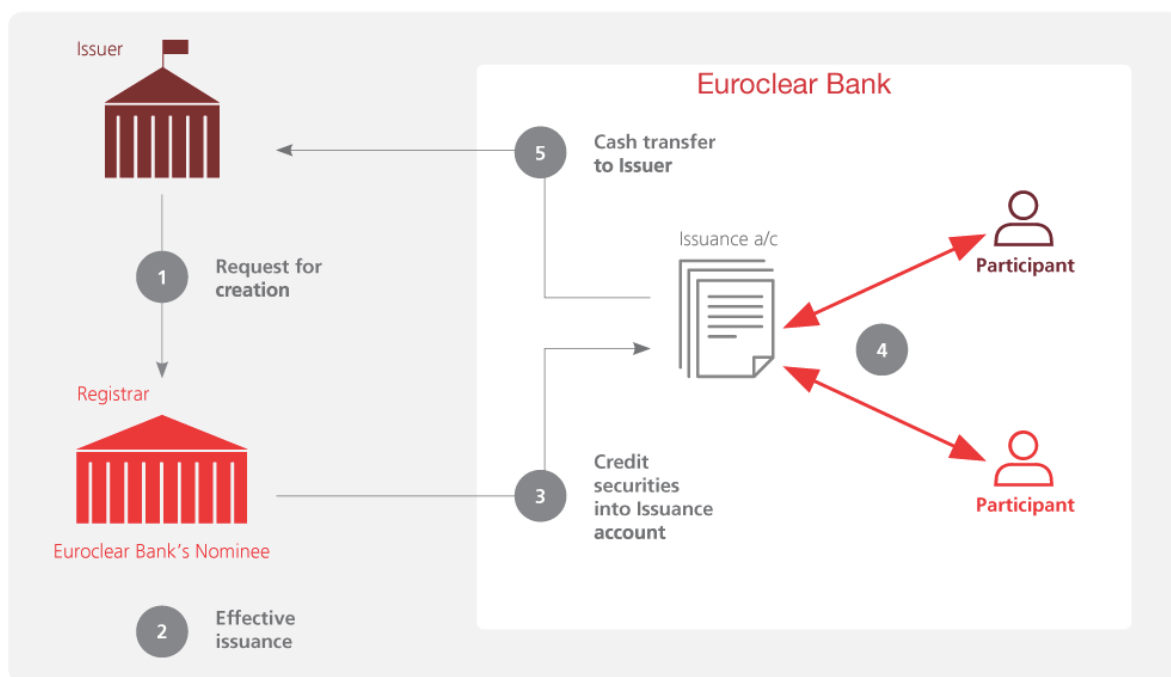 Issuer
Euroclear Bank
5
Cash transfer
to Issuer
Issuance a/c
Participant
1
Request for
creation
4
Registrar
Euroclear Bank's Nominee
3
Credit
securities
into Issuance
account
Participant
2
Effective
issuance